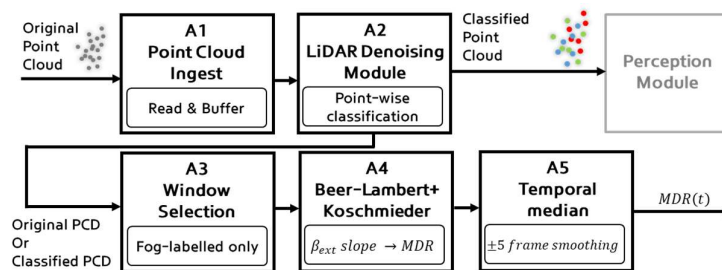 Original
Point
Cloud
A1
Point Cloud
Ingest
Read & Buffer
A2
LiDAR Denoising
Module
Point-wise
classification
Classified
Point
Cloud
Perception
Module
Original PCD
Or
Classified PCD
A3
Window
Selection
Fog-labelled only
A4
Beer-Lambert+
Koschmieder
β_ext slope → MDR
A5
Temporal
median
±5 frame smoothing
MDR(t)